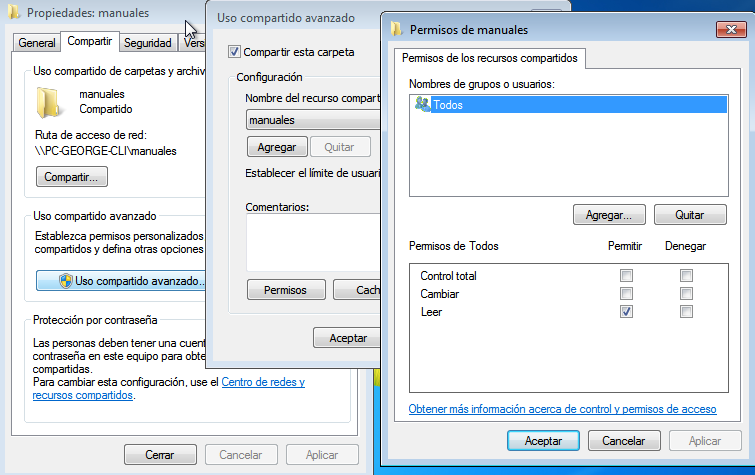 Propiedades: manuales
General
Compartir
Seguridad
Uso compartido de carpetas y archiv
manuales
Compartido
Ruta de acceso de red:
\\PC-GEORGE-CLI\manuales
Compartir...
Uso compartido avanzado
Establezca permisos personalizados
compartidos y defina otras opciones
Uso compartido avanzado...
Protección por contraseña
Las personas deben tener una cuent
contraseña en este equipo para obte
compartidas.
Para cambiar esta configuración, use el Centro de redes y
recursos compartidos.
Cerrar
Cancelar
Aplicar
Uso compartido avanzado
Compartir esta carpeta
Configuración
Nombre del recurso compart
manuales
Agregar
Quitar
Establecer el límite de usuari
Comentarios:
Permisos
Cach
Aceptar
Permisos de manuales
Permisos de los recursos compartidos
Nombres de grupos o usuarios:
Todos
Agregar...
Quitar
Permisos de Todos Permitir Denegar
Control total
Cambiar
Leer
Obtener más información acerca de control y permisos de acceso
Aceptar
Cancelar
Aplicar